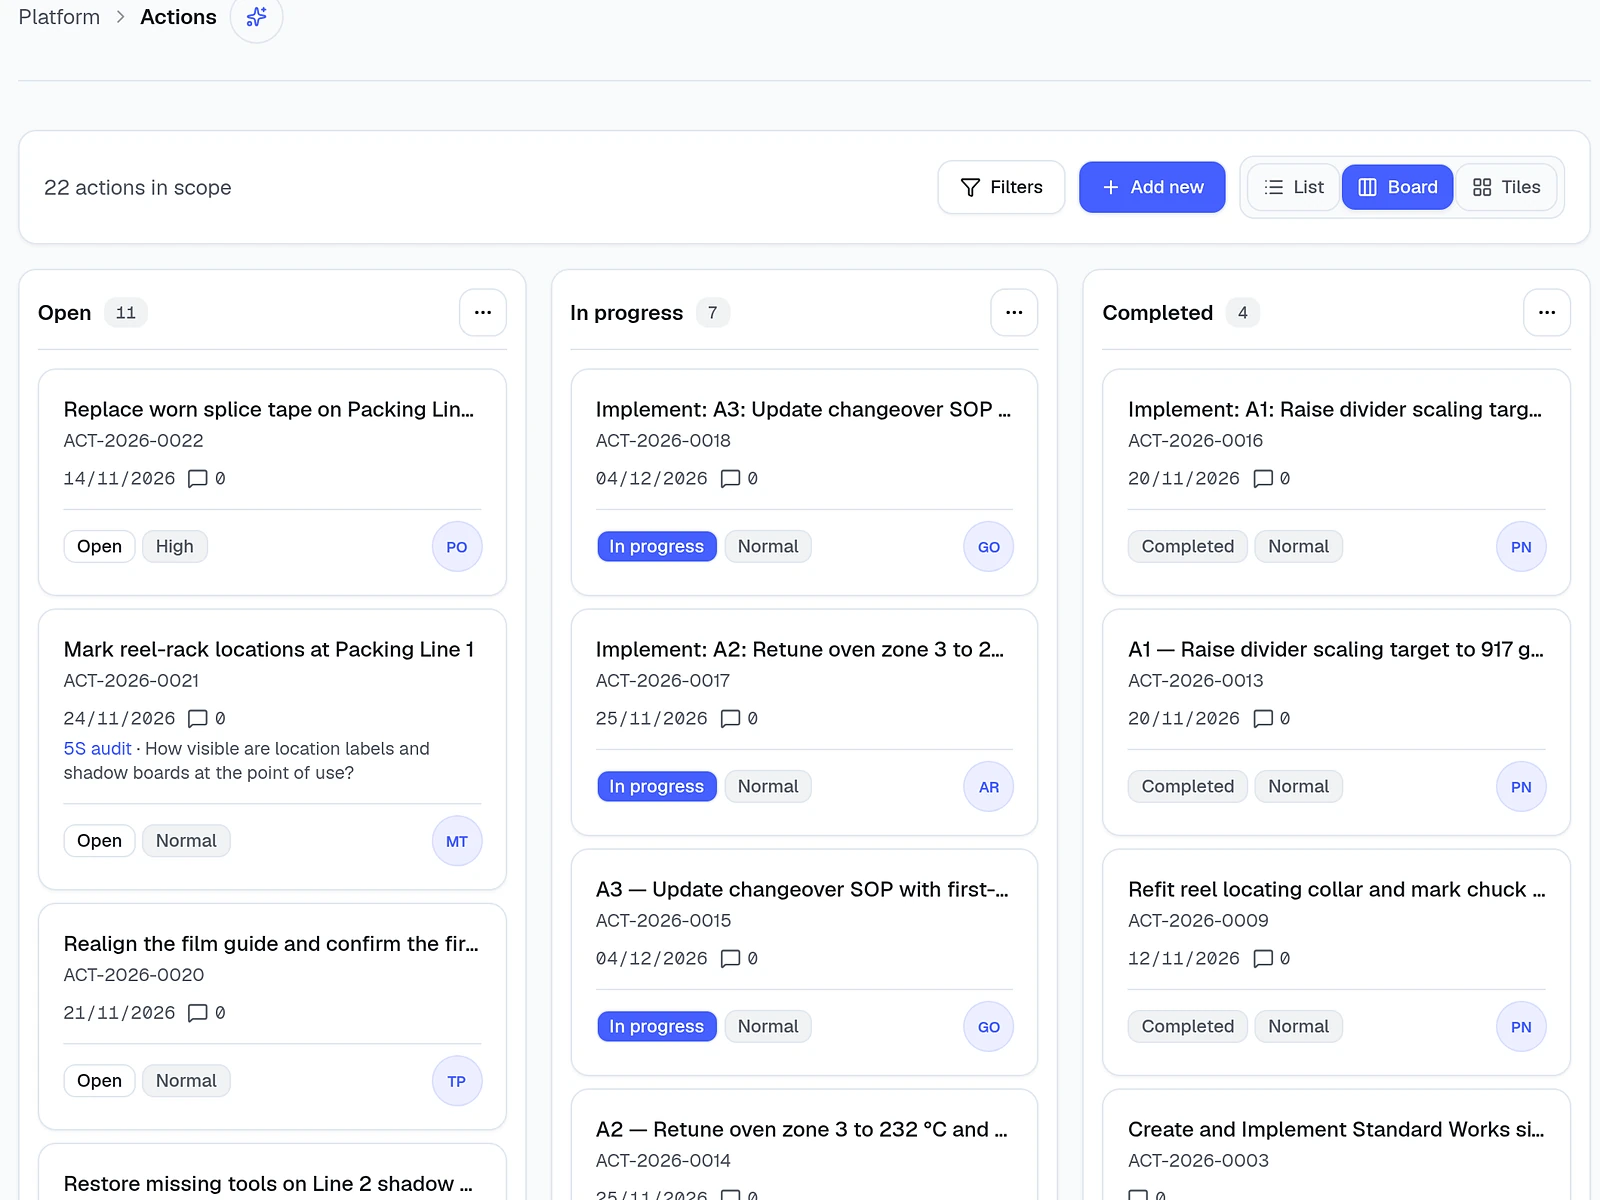 Platform > Actions
22 actions in scope
Filters
+ Add new
List
Board
Tiles
Open 11 ...
Replace worn splice tape on Packing Lin...
ACT-2026-0022
14/11/2026 0
Open High PO
Mark reel-rack locations at Packing Line 1
ACT-2026-0021
24/11/2026 0
5S audit · How visible are location labels and
shadow boards at the point of use?
Open Normal MT
Realign the film guide and confirm the fir...
ACT-2026-0020
21/11/2026 0
Open Normal TP
Restore missing tools on Line 2 shadow ...
In progress 7 ...
Implement: A3: Update changeover SOP ...
ACT-2026-0018
04/12/2026 0
In progress Normal GO
Implement: A2: Retune oven zone 3 to 2...
ACT-2026-0017
25/11/2026 0
In progress Normal AR
A3 — Update changeover SOP with first-...
ACT-2026-0015
04/12/2026 0
In progress Normal GO
A2 — Retune oven zone 3 to 232 °C and ...
ACT-2026-0014
25/11/2026 0
Completed 4 ...
Implement: A1: Raise divider scaling targ...
ACT-2026-0016
20/11/2026 0
Completed Normal PN
A1 — Raise divider scaling target to 917 g...
ACT-2026-0013
20/11/2026 0
Completed Normal PN
Refit reel locating collar and mark chuck ...
ACT-2026-0009
12/11/2026 0
Completed Normal PN
Create and Implement Standard Works si...
ACT-2026-0003
0